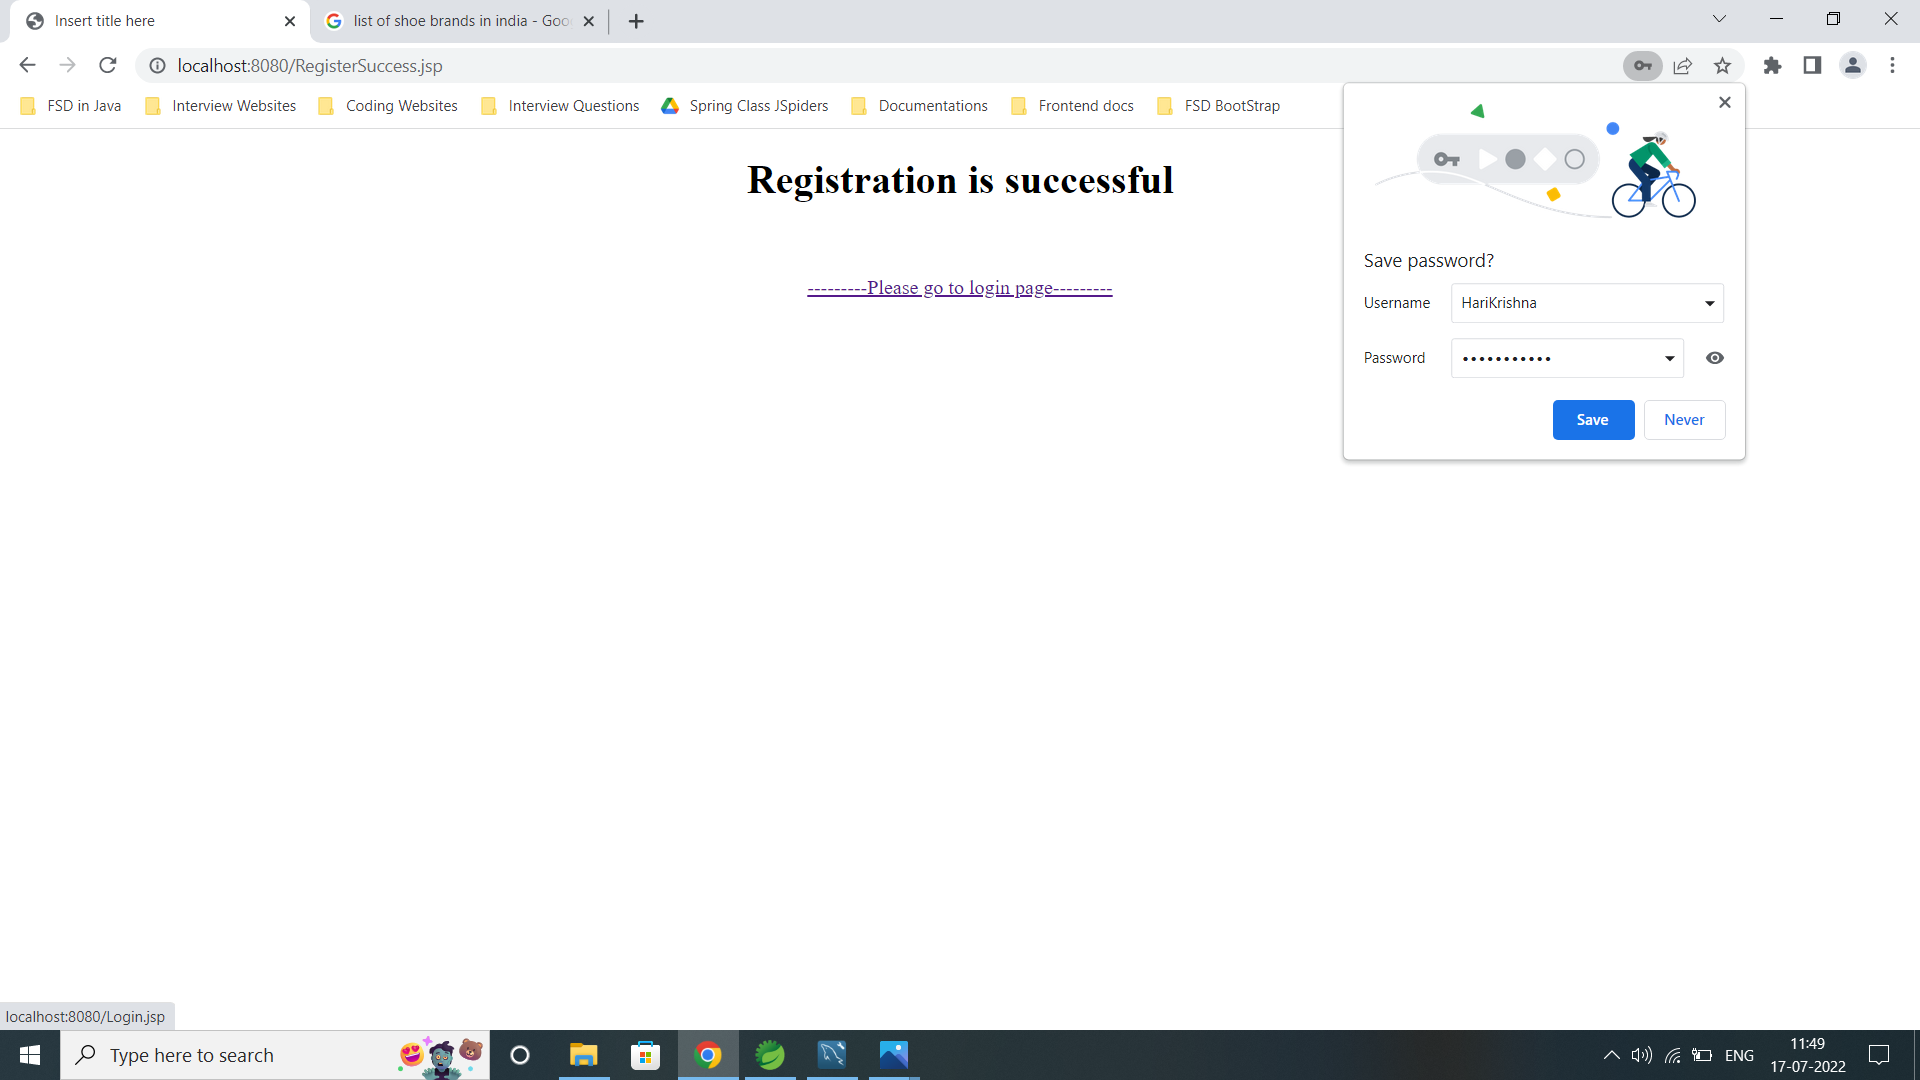 Insert title here
list of shoe brands in india - Goo
localhost:8080/RegisterSuccess.jsp
FSD in Java
Interview Websites
Coding Websites
Interview Questions
Spring Class JSpiders
Documentations
Frontend docs
FSD BootStrap
Registration is successful
---------Please go to login page---------
Save password?
Username HariKrishna
Password •••••••••••
Save Never
localhost:8080/Login.jsp
Type here to search
ENG
11:49
17-07-2022